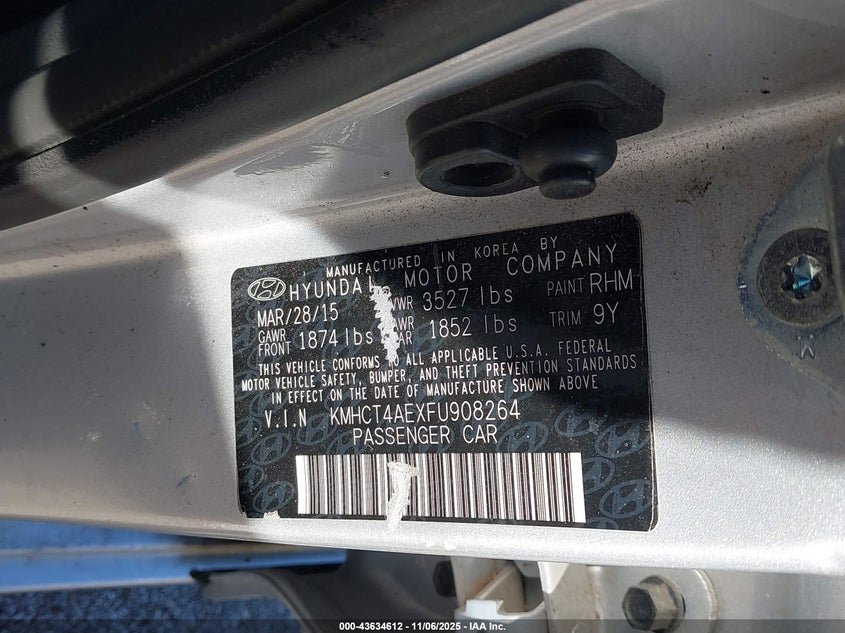 MANUFACTURED IN KOREA BY
HYUNDAI MOTOR COMPANY
MAR/28/15 GVWR 3527 lbs PAINT RHM
GAWR FRONT 1874 lbs GAWR REAR 1852 lbs TRIM 9Y
THIS VEHICLE CONFORMS TO ALL APPLICABLE U.S.A. FEDERAL
MOTOR VEHICLE SAFETY, BUMPER, AND THEFT PREVENTION STANDARDS
IN EFFECT ON THE DATE OF MANUFACTURE SHOWN ABOVE
V.I.N KMHCT4AEXFU908264
PASSENGER CAR
000-43634612 - 11/06/2025 - IAA Inc.